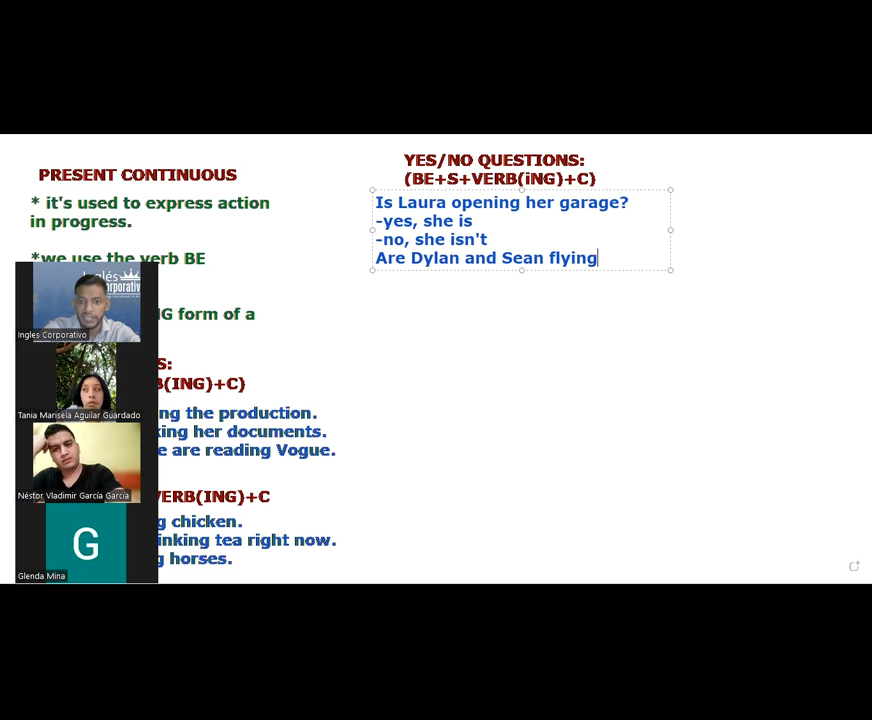 PRESENT CONTINUOUS
* it's used to express action
in progress.
*we use the verb BE
NG form of a
S:
B(ING)+C)
ng the production.
king her documents.
e are reading Vogue.
VERB(ING)+C
g chicken.
inking tea right now.
g horses.
YES/NO QUESTIONS:
(BE+S+VERB(iNG)+C)
Is Laura opening her garage?
-yes, she is
-no, she isn't
Are Dylan and Sean flying
Inglés
Corporativo
Ingles Corporativo
Tania Marisela Aguilar Guardado
Néstor Vladimir García García
G
Glenda Mina